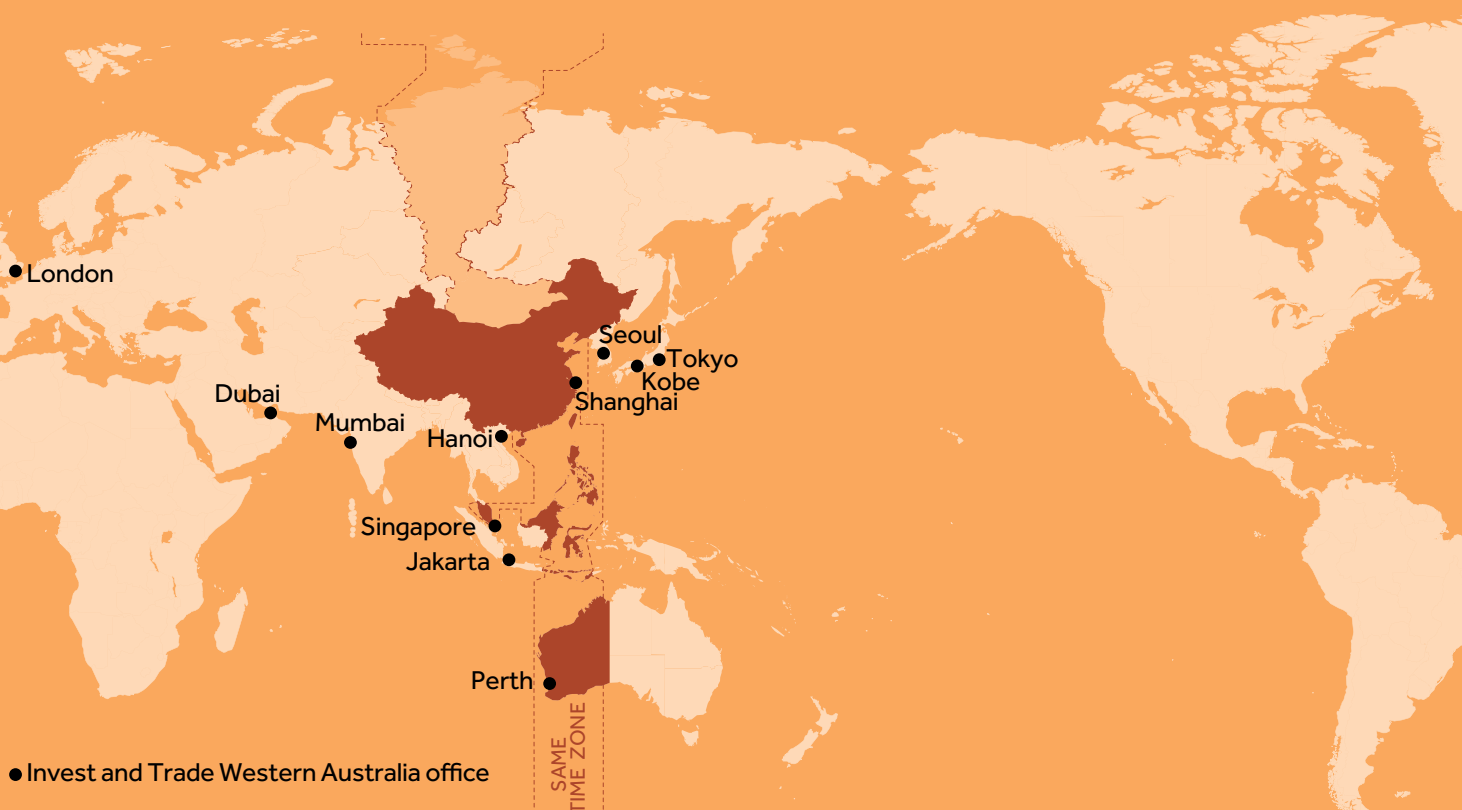 London
Seoul
Tokyo
Kobe
Shanghai
Dubai
Mumbai
Hanoi
Singapore
Jakarta
Perth
SAME
TIME ZONE
Invest and Trade Western Australia office